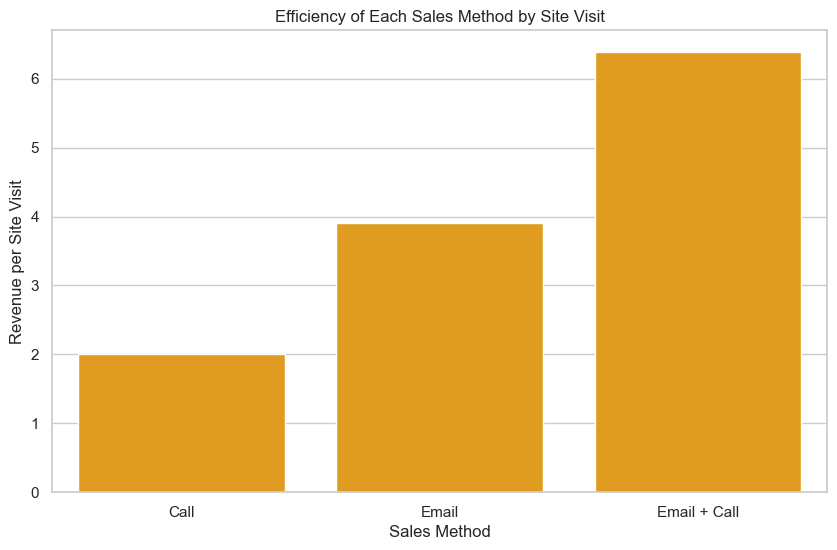 Efficiency of Each Sales Method by Site Visit
Revenue per Site Visit
6
5
4
3
2
1
0
Call
Email
Email + Call
Sales Method